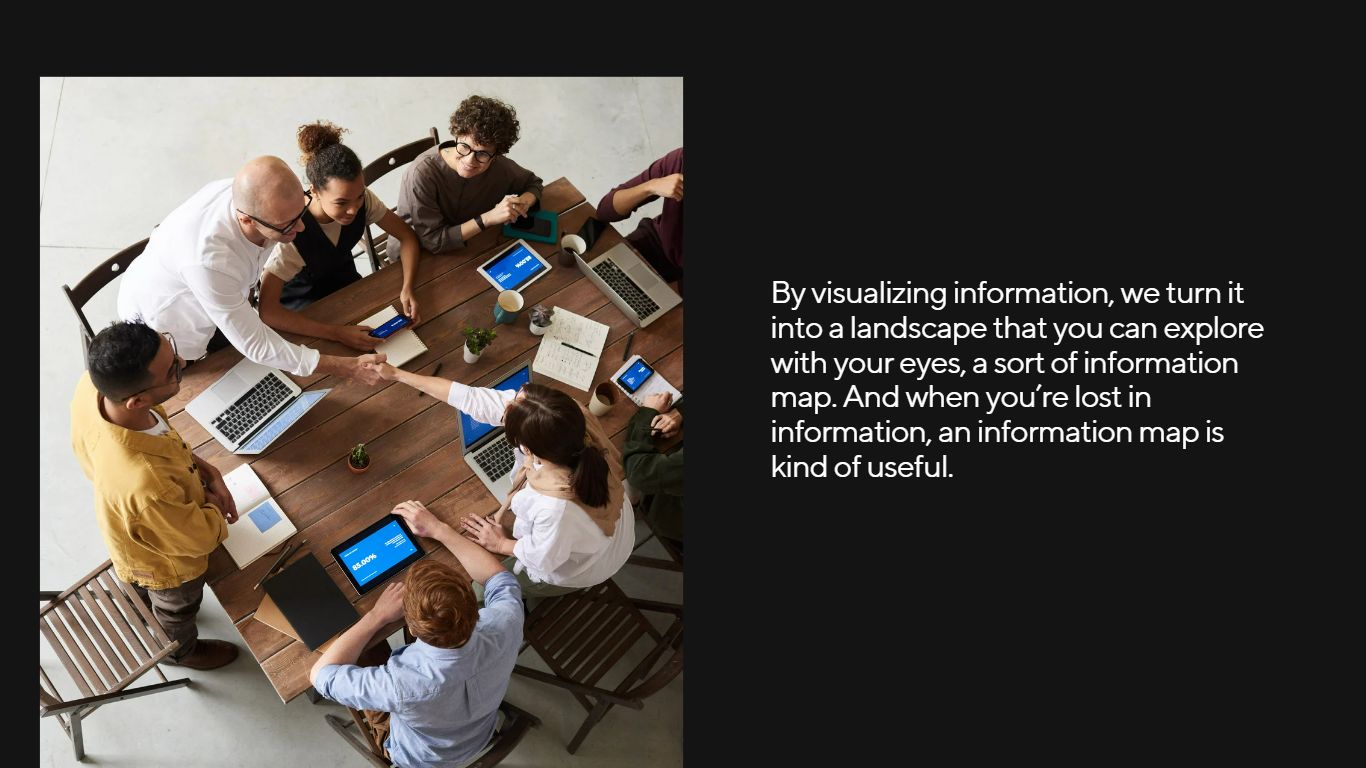 By visualizing information, we turn it
into a landscape that you can explore
with your eyes, a sort of information
map. And when you’re lost in
information, an information map is
kind of useful.
85.00%